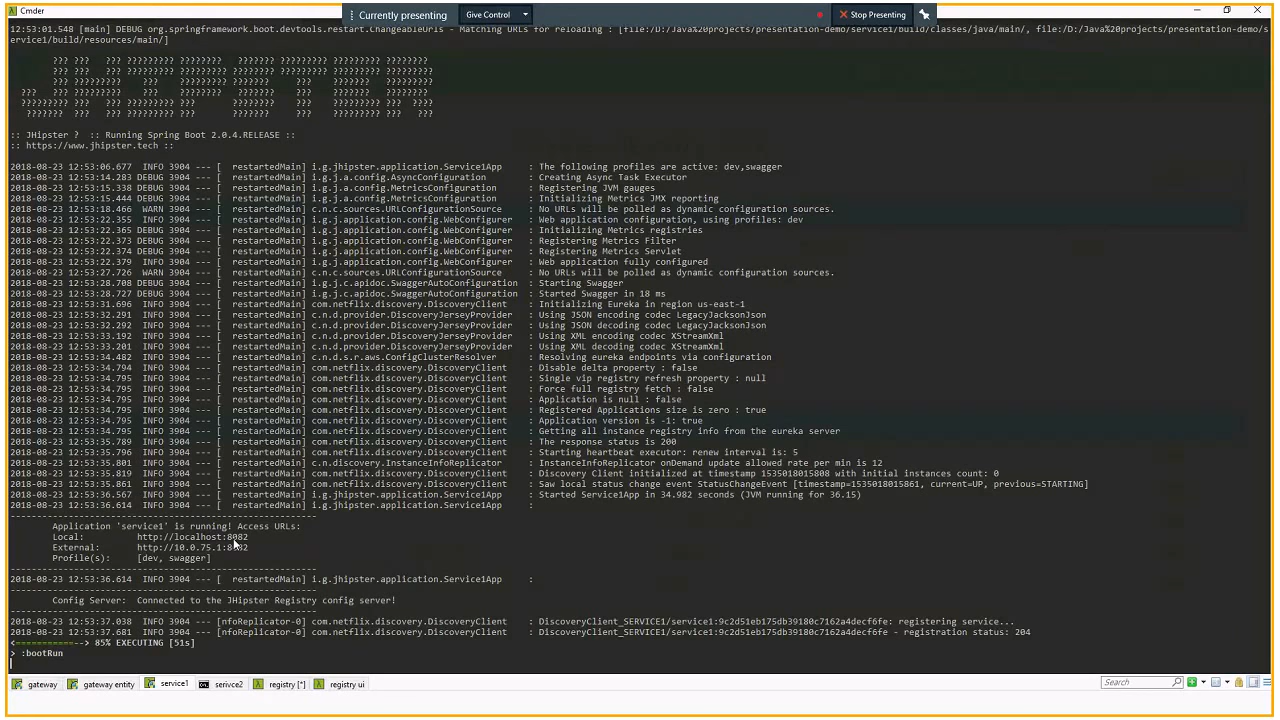 Cmder
Currently presenting
Give Control
Stop Presenting
12:53:01.548 [main] DEBUG org.springframework.boot.devtools.restart.ChangeableUrls - Matching URLs for reloading : [file:/D:/Java%20projects/presentation-demo/service1/build/classes/java/main/, file:/D:/Java%20projects/presentation-demo/s
ervice1/build/resources/main/]
:: JHipster ?  :: Running Spring Boot 2.0.4.RELEASE ::
:: https://www.jhipster.tech ::
2018-08-23 12:53:06.677  INFO 3904 --- [  restartedMain] i.g.jhipster.application.Service1App     : The following profiles are active: dev,swagger
2018-08-23 12:53:14.283 DEBUG 3904 --- [  restartedMain] i.g.j.a.config.AsyncConfiguration        : Creating Async Task Executor
2018-08-23 12:53:15.338 DEBUG 3904 --- [  restartedMain] i.g.j.a.config.MetricsConfiguration      : Registering JVM gauges
2018-08-23 12:53:15.444 DEBUG 3904 --- [  restartedMain] i.g.j.a.config.MetricsConfiguration      : Initializing Metrics JMX reporting
2018-08-23 12:53:18.466  WARN 3904 --- [  restartedMain] c.n.c.sources.URLConfigurationSource     : No URLs will be polled as dynamic configuration sources.
2018-08-23 12:53:22.355  INFO 3904 --- [  restartedMain] i.g.j.application.config.WebConfigurer   : Web application configuration, using profiles: dev
2018-08-23 12:53:22.365 DEBUG 3904 --- [  restartedMain] i.g.j.application.config.WebConfigurer   : Initializing Metrics registries
2018-08-23 12:53:22.373 DEBUG 3904 --- [  restartedMain] i.g.j.application.config.WebConfigurer   : Registering Metrics Filter
2018-08-23 12:53:22.374 DEBUG 3904 --- [  restartedMain] i.g.j.application.config.WebConfigurer   : Registering Metrics Servlet
2018-08-23 12:53:22.379  INFO 3904 --- [  restartedMain] i.g.j.application.config.WebConfigurer   : Web application fully configured
2018-08-23 12:53:27.726  WARN 3904 --- [  restartedMain] c.n.c.sources.URLConfigurationSource     : No URLs will be polled as dynamic configuration sources.
2018-08-23 12:53:28.708 DEBUG 3904 --- [  restartedMain] i.g.j.c.apidoc.SwaggerAutoConfiguration  : Starting Swagger
2018-08-23 12:53:28.727 DEBUG 3904 --- [  restartedMain] i.g.j.c.apidoc.SwaggerAutoConfiguration  : Started Swagger in 18 ms
2018-08-23 12:53:31.696  INFO 3904 --- [  restartedMain] com.netflix.discovery.DiscoveryClient    : Initializing Eureka in region us-east-1
2018-08-23 12:53:32.291  INFO 3904 --- [  restartedMain] c.n.d.provider.DiscoveryJerseyProvider   : Using JSON encoding codec LegacyJacksonJson
2018-08-23 12:53:32.291  INFO 3904 --- [  restartedMain] c.n.d.provider.DiscoveryJerseyProvider   : Using JSON decoding codec LegacyJacksonJson
2018-08-23 12:53:33.192  INFO 3904 --- [  restartedMain] c.n.d.provider.DiscoveryJerseyProvider   : Using XML encoding codec XStreamXml
2018-08-23 12:53:33.201  INFO 3904 --- [  restartedMain] c.n.d.provider.DiscoveryJerseyProvider   : Using XML decoding codec XStreamXml
2018-08-23 12:53:34.482  INFO 3904 --- [  restartedMain] c.n.d.s.r.aws.ConfigClusterResolver      : Resolving eureka endpoints via configuration
2018-08-23 12:53:34.794  INFO 3904 --- [  restartedMain] com.netflix.discovery.DiscoveryClient    : Disable delta property : false
2018-08-23 12:53:34.795  INFO 3904 --- [  restartedMain] com.netflix.discovery.DiscoveryClient    : Single vip registry refresh property : null
2018-08-23 12:53:34.795  INFO 3904 --- [  restartedMain] com.netflix.discovery.DiscoveryClient    : Force full registry fetch : false
2018-08-23 12:53:34.795  INFO 3904 --- [  restartedMain] com.netflix.discovery.DiscoveryClient    : Application is null : false
2018-08-23 12:53:34.795  INFO 3904 --- [  restartedMain] com.netflix.discovery.DiscoveryClient    : Registered Applications size is zero : true
2018-08-23 12:53:34.795  INFO 3904 --- [  restartedMain] com.netflix.discovery.DiscoveryClient    : Application version is -1: true
2018-08-23 12:53:34.795  INFO 3904 --- [  restartedMain] com.netflix.discovery.DiscoveryClient    : Getting all instance registry info from the eureka server
2018-08-23 12:53:35.789  INFO 3904 --- [  restartedMain] com.netflix.discovery.DiscoveryClient    : The response status is 200
2018-08-23 12:53:35.796  INFO 3904 --- [  restartedMain] com.netflix.discovery.DiscoveryClient    : Starting heartbeat executor: renew interval is: 5
2018-08-23 12:53:35.801  INFO 3904 --- [  restartedMain] c.n.discovery.InstanceInfoReplicator     : InstanceInfoReplicator onDemand update allowed rate per min is 12
2018-08-23 12:53:35.819  INFO 3904 --- [  restartedMain] com.netflix.discovery.DiscoveryClient    : Discovery Client initialized at timestamp 1535018015808 with initial instances count: 0
2018-08-23 12:53:35.861  INFO 3904 --- [  restartedMain] com.netflix.discovery.DiscoveryClient    : Saw local status change event StatusChangeEvent [timestamp=1535018015861, current=UP, previous=STARTING]
2018-08-23 12:53:36.567  INFO 3904 --- [  restartedMain] i.g.jhipster.application.Service1App     : Started Service1App in 34.982 seconds (JVM running for 36.15)
2018-08-23 12:53:36.614  INFO 3904 --- [  restartedMain] i.g.jhipster.application.Service1App     :
----------------------------------------------------------
Application 'service1' is running! Access URLs:
Local:          http://localhost:8082
External:       http://10.0.75.1:8082
Profile(s):     [dev, swagger]
----------------------------------------------------------
2018-08-23 12:53:36.614  INFO 3904 --- [  restartedMain] i.g.jhipster.application.Service1App     :
----------------------------------------------------------
Config Server:  Connected to the JHipster Registry config server!
----------------------------------------------------------
2018-08-23 12:53:37.038  INFO 3904 --- [nfoReplicator-0] com.netflix.discovery.DiscoveryClient    : DiscoveryClient_SERVICE1/service1:9c2d51eb175db39180c7162a4decf6fe: registering service...
2018-08-23 12:53:37.681  INFO 3904 --- [nfoReplicator-0] com.netflix.discovery.DiscoveryClient    : DiscoveryClient_SERVICE1/service1:9c2d51eb175db39180c7162a4decf6fe - registration status: 204
<===========--> 85% EXECUTING [51s]
> :bootRun
gateway
gateway entity
service1
serivce2
registry [*]
registry ui
Search